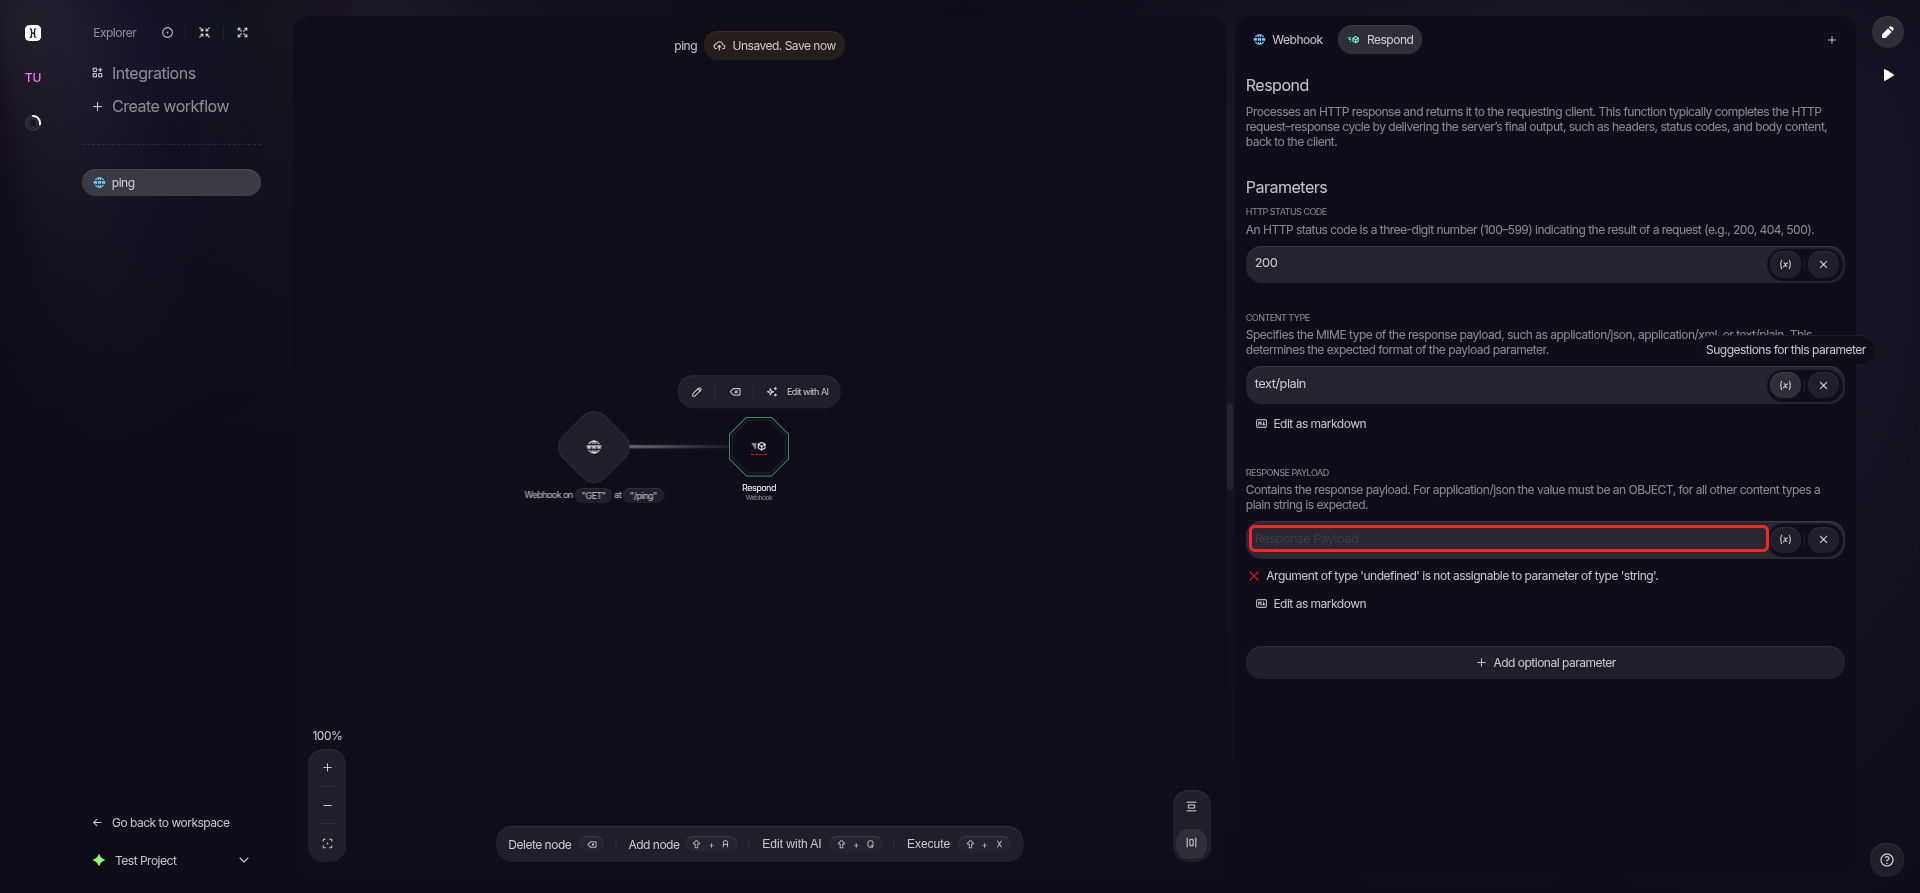 TU
Explorer
Integrations
Create workflow
ping
Go back to workspace
Test Project
ping
Unsaved. Save now
Edit with AI
Webhook on "GET" at "/ping"
Respond
Webhook
100%
Delete node
Add node + A
Edit with AI + Q
Execute + X
Webhook
Respond
Respond
Processes an HTTP response and returns it to the requesting client. This function typically completes the HTTP
request–response cycle by delivering the server's final output, such as headers, status codes, and body content,
back to the client.
Parameters
HTTP STATUS CODE
An HTTP status code is a three-digit number (100–599) indicating the result of a request (e.g., 200, 404, 500).
200
(x)
CONTENT TYPE
Specifies the MIME type of the response payload, such as application/json, application/xml, or text/plain. This
determines the expected format of the payload parameter.
Suggestions for this parameter
text/plain
(x)
Edit as markdown
RESPONSE PAYLOAD
Contains the response payload. For application/json the value must be an OBJECT, for all other content types a
plain string is expected.
Response Payload
(x)
Argument of type 'undefined' is not assignable to parameter of type 'string'.
Edit as markdown
Add optional parameter